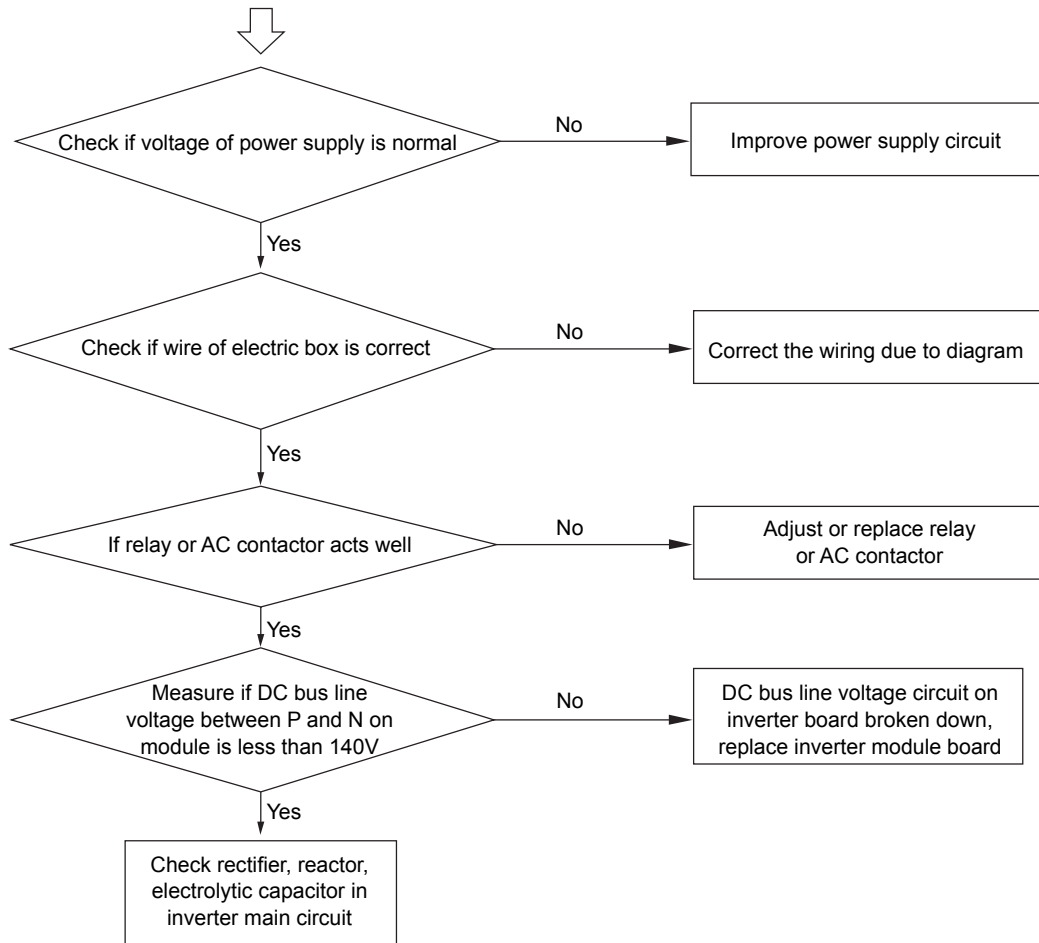 Check if voltage of power supply is normal
No
Improve power supply circuit
Yes
Check if wire of electric box is correct
No
Correct the wiring due to diagram
Yes
If relay or AC contactor acts well
No
Adjust or replace relay
or AC contactor
Yes
Measure if DC bus line
voltage between P and N on
module is less than 140V
No
DC bus line voltage circuit on
inverter board broken down,
replace inverter module board
Yes
Check rectifier, reactor,
electrolytic capacitor in
inverter main circuit